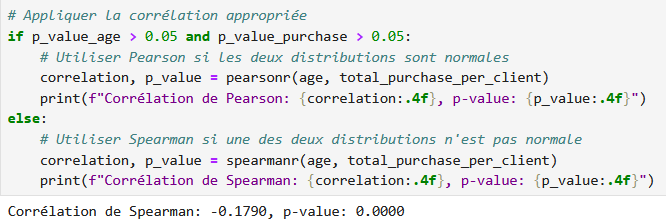 # Appliquer la corrélation appropriée
if p_value_age > 0.05 and p_value_purchase > 0.05:
    # Utiliser Pearson si les deux distributions sont normales
    correlation, p_value = pearsonr(age, total_purchase_per_client)
    print(f"Corrélation de Pearson: {correlation:.4f}, p-value: {p_value:.4f}")
else:
    # Utiliser Spearman si une des deux distributions n'est pas normale
    correlation, p_value = spearmanr(age, total_purchase_per_client)
    print(f"Corrélation de Spearman: {correlation:.4f}, p-value: {p_value:.4f}")
Corrélation de Spearman: -0.1790, p-value: 0.0000